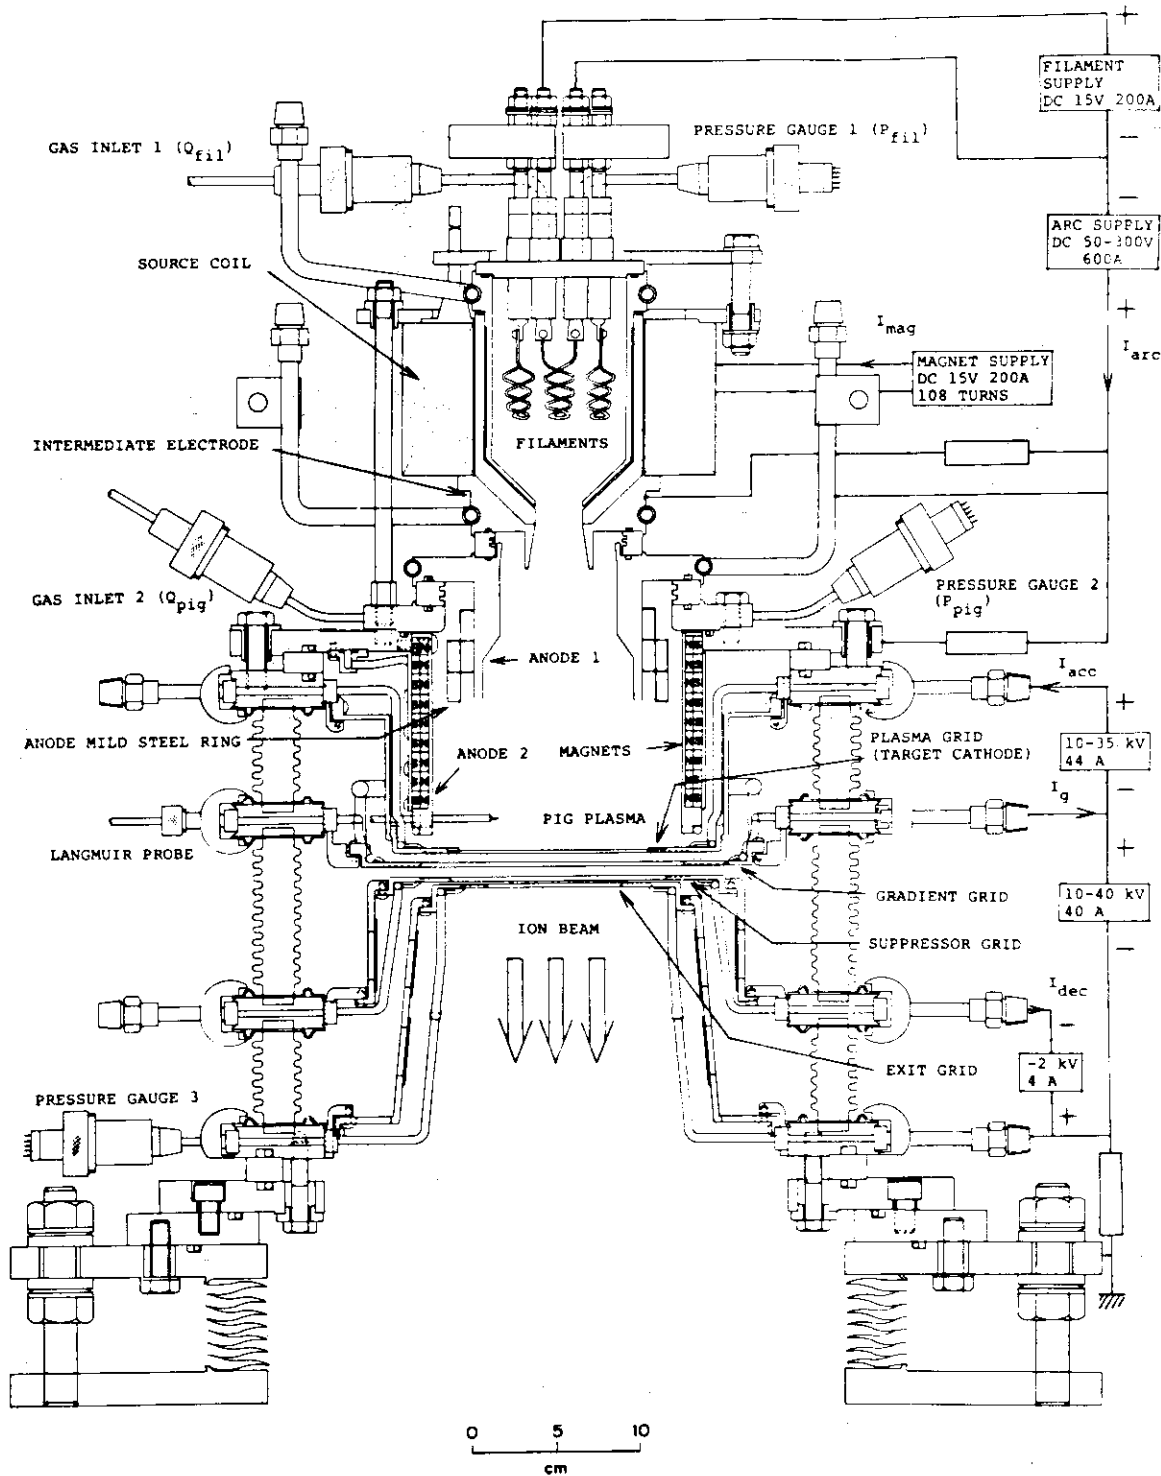 +
FILAMENT
SUPPLY
DC 15V 200A
−
GAS INLET 1 (Qfil)
PRESSURE GAUGE 1 (Pfil)
−
ARC SUPPLY
DC 50-300V
600A
+
SOURCE COIL
Imag
Iarc
MAGNET SUPPLY
DC 15V 200A
108 TURNS
INTERMEDIATE ELECTRODE
FILAMENTS
GAS INLET 2 (Qpig)
PRESSURE GAUGE 2
(Ppig)
ANODE 1
Iacc
+
ANODE MILD STEEL RING
ANODE 2
MAGNETS
PLASMA GRID
(TARGET CATHODE)
10-35 kV
44 A
−
Ig
PIG PLASMA
LANGMUIR PROBE
+
GRADIENT GRID
10-40 kV
40 A
ION BEAM
SUPPRESSOR GRID
−
Idec
−
EXIT GRID
-2 kV
4 A
PRESSURE GAUGE 3
+
0 5 10
cm